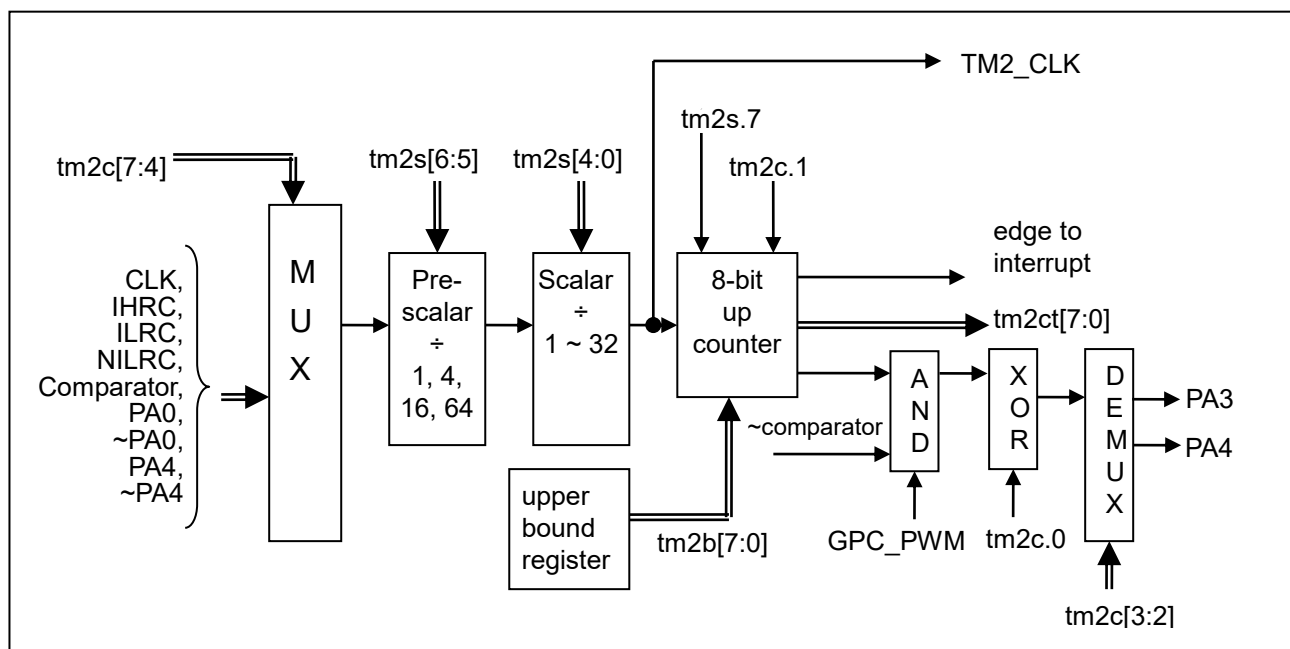 TM2_CLK
tm2s.7
tm2c[7:4]
tm2s[6:5]
tm2s[4:0]
tm2c.1
M
U
X
CLK,
IHRC,
ILRC,
NILRC,
Comparator,
PA0,
~PA0,
PA4,
~PA4
Pre-
scalar
÷
1, 4,
16, 64
Scalar
÷
1 ~ 32
8-bit
up
counter
edge to
interrupt
tm2ct[7:0]
~comparator
A
N
D
X
O
R
D
E
M
U
X
PA3
PA4
upper
bound
register
tm2b[7:0]
GPC_PWM
tm2c.0
tm2c[3:2]